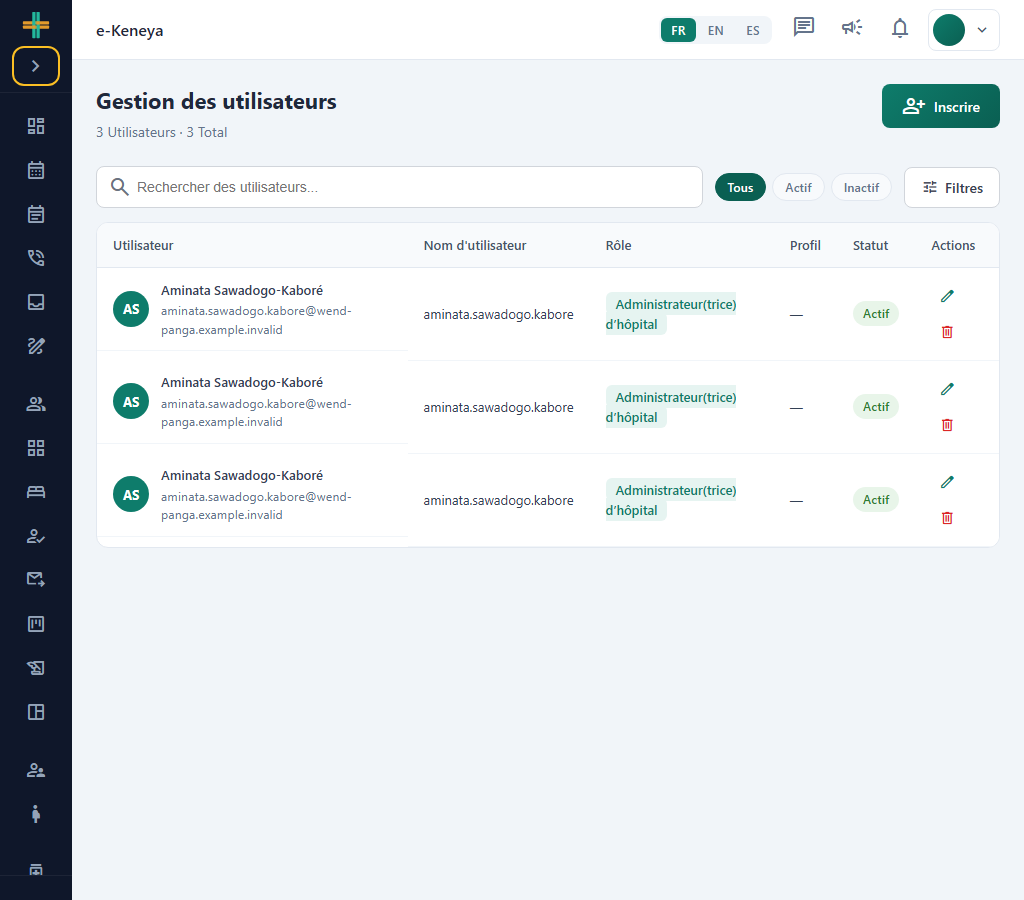 e-Keneya
FR EN ES
Gestion des utilisateurs
Inscrire
3 Utilisateurs · 3 Total
Rechercher des utilisateurs...
Tous Actif Inactif Filtres
Utilisateur Nom d'utilisateur Rôle Profil Statut Actions
AS
Aminata Sawadogo-Kaboré
aminata.sawadogo.kabore@wend-
panga.example.invalid
aminata.sawadogo.kabore
Administrateur(trice)
d’hôpital
—
Actif
AS
Aminata Sawadogo-Kaboré
aminata.sawadogo.kabore@wend-
panga.example.invalid
aminata.sawadogo.kabore
Administrateur(trice)
d’hôpital
—
Actif
AS
Aminata Sawadogo-Kaboré
aminata.sawadogo.kabore@wend-
panga.example.invalid
aminata.sawadogo.kabore
Administrateur(trice)
d’hôpital
—
Actif